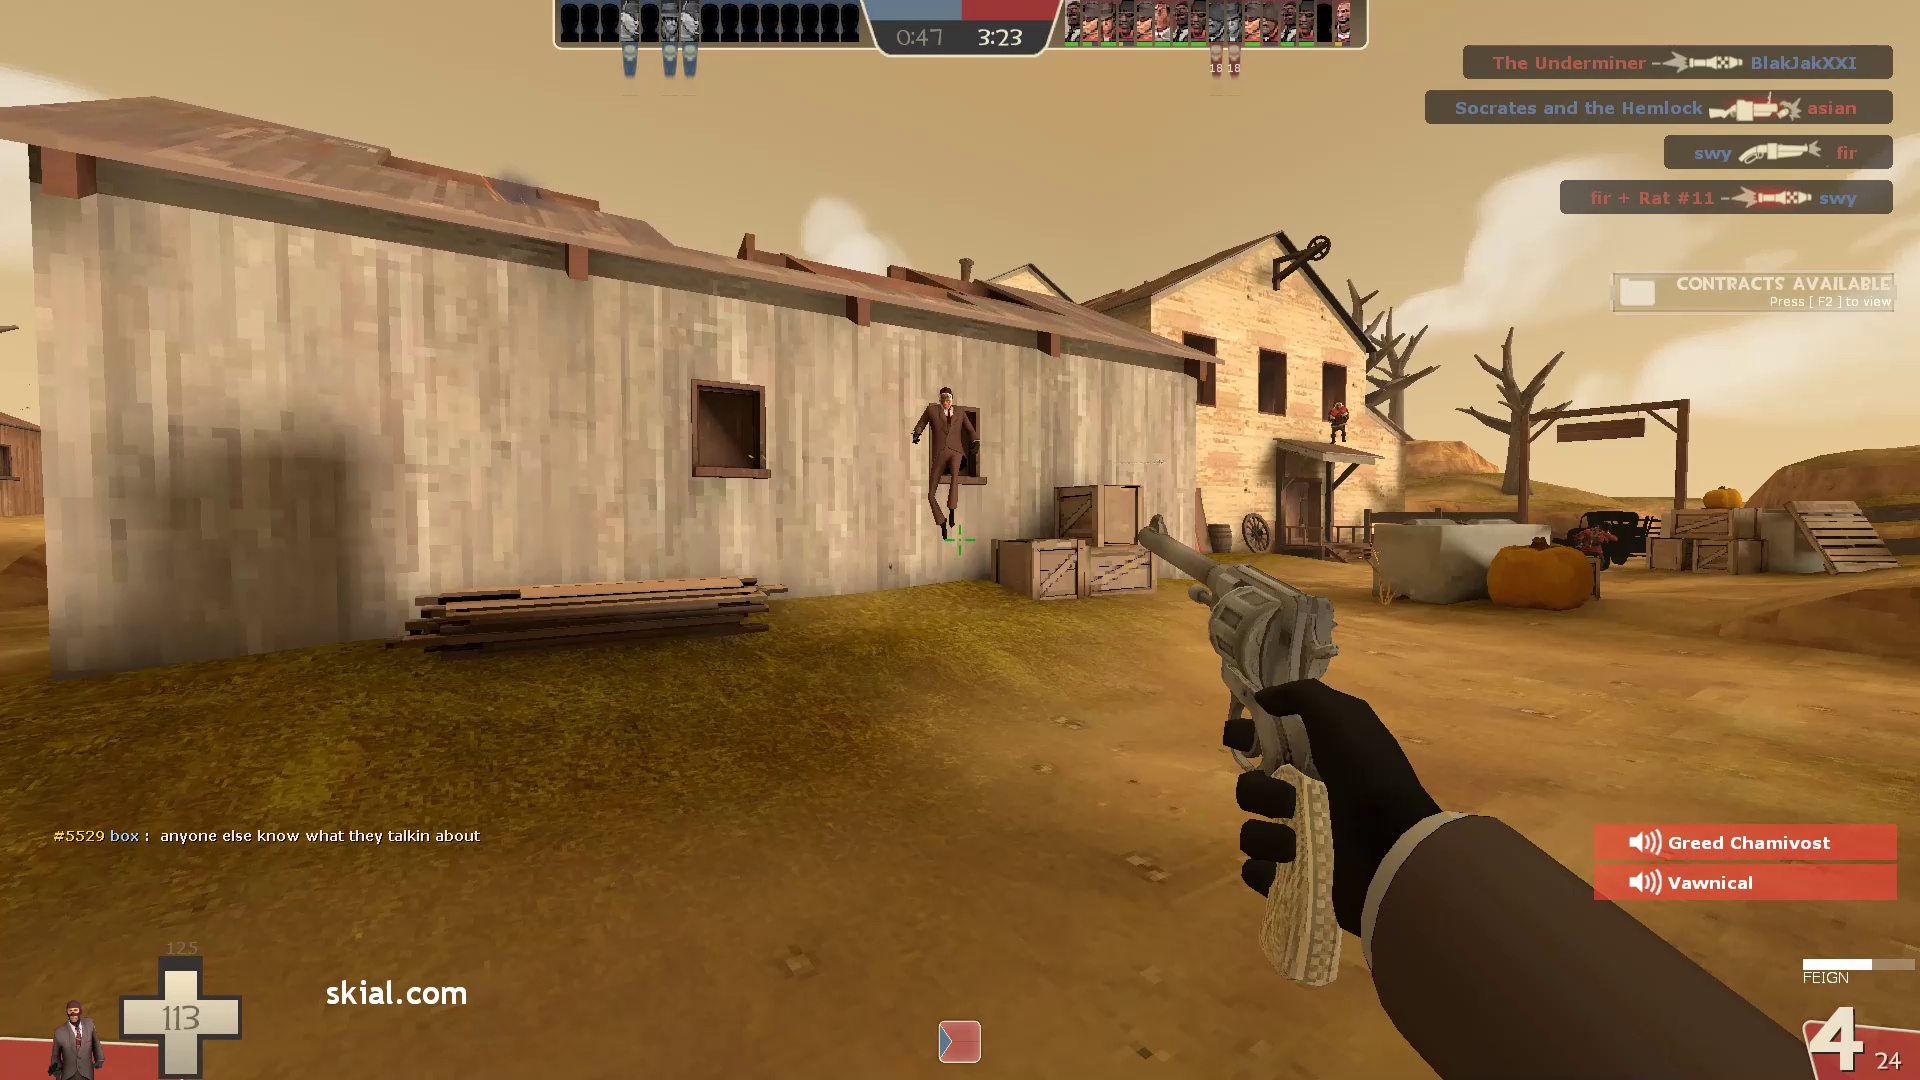 0:47 3:23
18 18
The Underminer BlakJakXXI
Socrates and the Hemlock asian
swy fir
fir + Rat #11 swy
CONTRACTS AVAILABLE
Press [ F2 ] to view
#5529 box : anyone else know what they talkin about
Greed Chamivost
Vawnical
125
113
skial.com
FEIGN
4
24